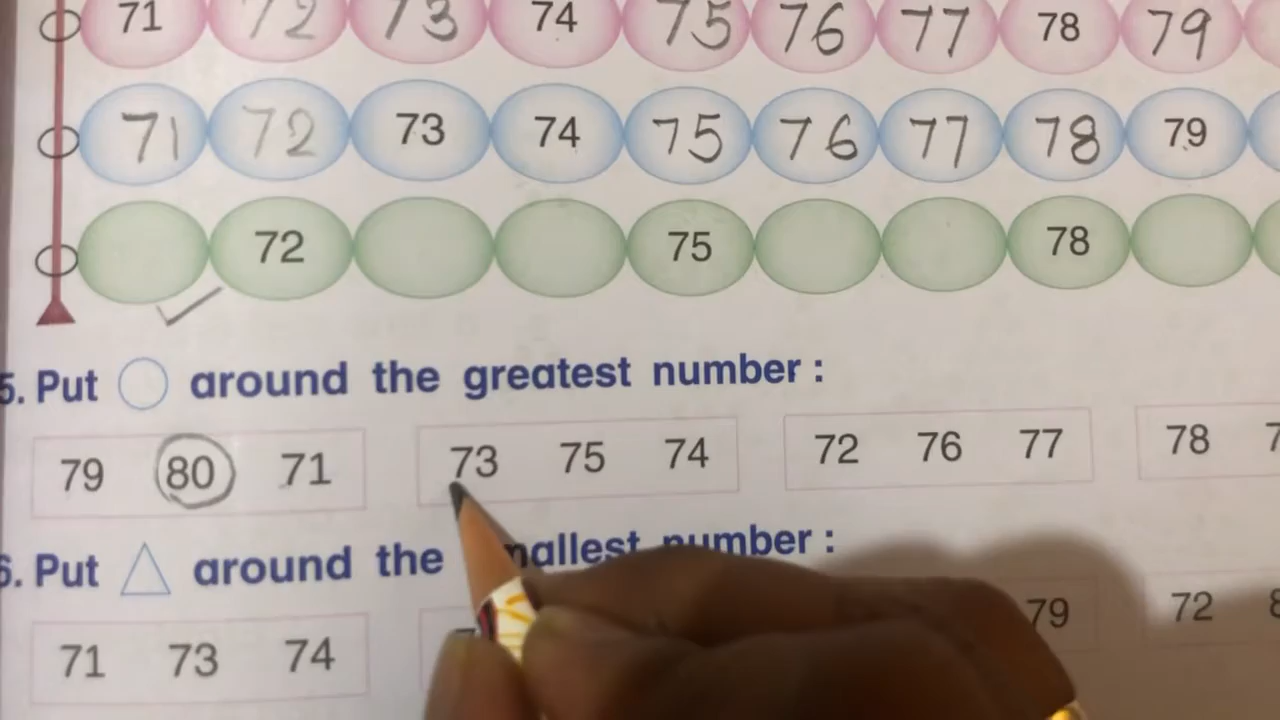 71 72 73 74 75 76 77 78 79
71 72 73 74 75 76 77 78 79
72 75 78
5. Put ○ around the greatest number :
79 80 71 73 75 74 72 76 77 78
6. Put △ around the number :
71 73 74 79 72